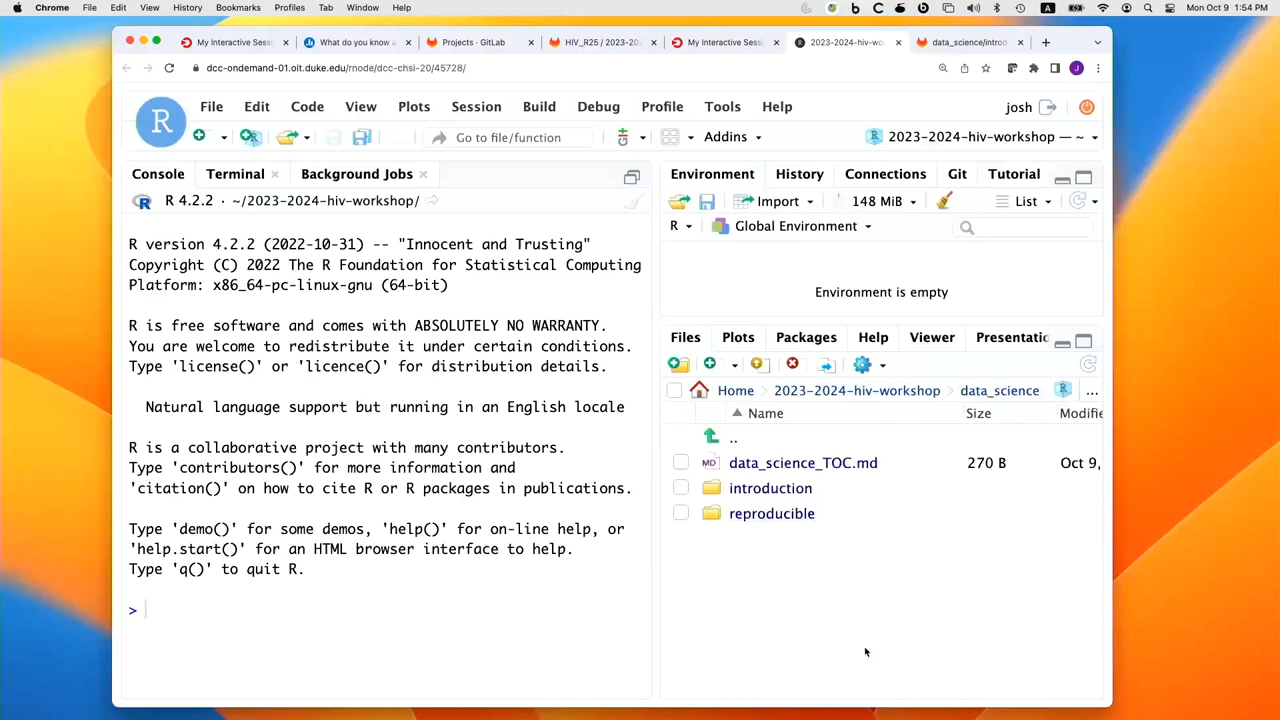 Chrome File Edit View History Bookmarks Profiles Tab Window Help Mon Oct 9 1:54 PM
My Interactive Sessi What do you know a Projects · GitLab HIV_R25 / 2023-202 My Interactive Sessi 2023-2024-hiv-wo data_science/introd
dcc-ondemand-01.oit.duke.edu/rnode/dcc-chsi-20/45728/
File Edit Code View Plots Session Build Debug Profile Tools Help josh
Go to file/function Addins 2023-2024-hiv-workshop — ~
Console Terminal Background Jobs
R 4.2.2 · ~/2023-2024-hiv-workshop/
R version 4.2.2 (2022-10-31) -- "Innocent and Trusting"
Copyright (C) 2022 The R Foundation for Statistical Computing
Platform: x86_64-pc-linux-gnu (64-bit)
R is free software and comes with ABSOLUTELY NO WARRANTY.
You are welcome to redistribute it under certain conditions.
Type 'license()' or 'licence()' for distribution details.
Natural language support but running in an English locale
R is a collaborative project with many contributors.
Type 'contributors()' for more information and
'citation()' on how to cite R or R packages in publications.
Type 'demo()' for some demos, 'help()' for on-line help, or
'help.start()' for an HTML browser interface to help.
Type 'q()' to quit R.
>
Environment History Connections Git Tutorial
Import 148 MiB List
R Global Environment
Environment is empty
Files Plots Packages Help Viewer Presentatio
Home 2023-2024-hiv-workshop data_science ...
Name Size Modifie
..
data_science_TOC.md 270 B Oct 9,
introduction
reproducible